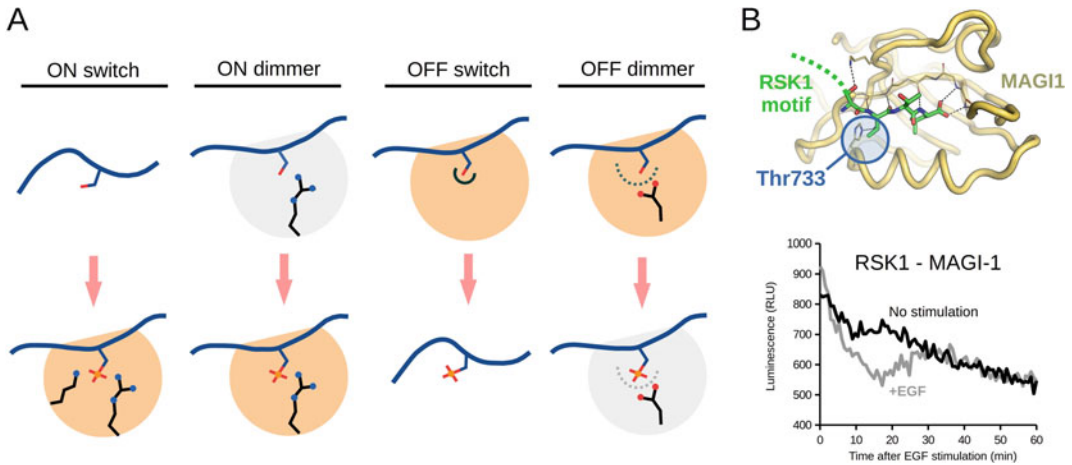 A
ON switch
ON dimmer
OFF switch
OFF dimmer
B
RSK1
motif
MAGI1
Thr733
RSK1 - MAGI-1
No stimulation
+EGF
Luminescence (RLU)
1000
900
800
700
600
500
400
0 10 20 30 40 50 60
Time after EGF stimulation (min)